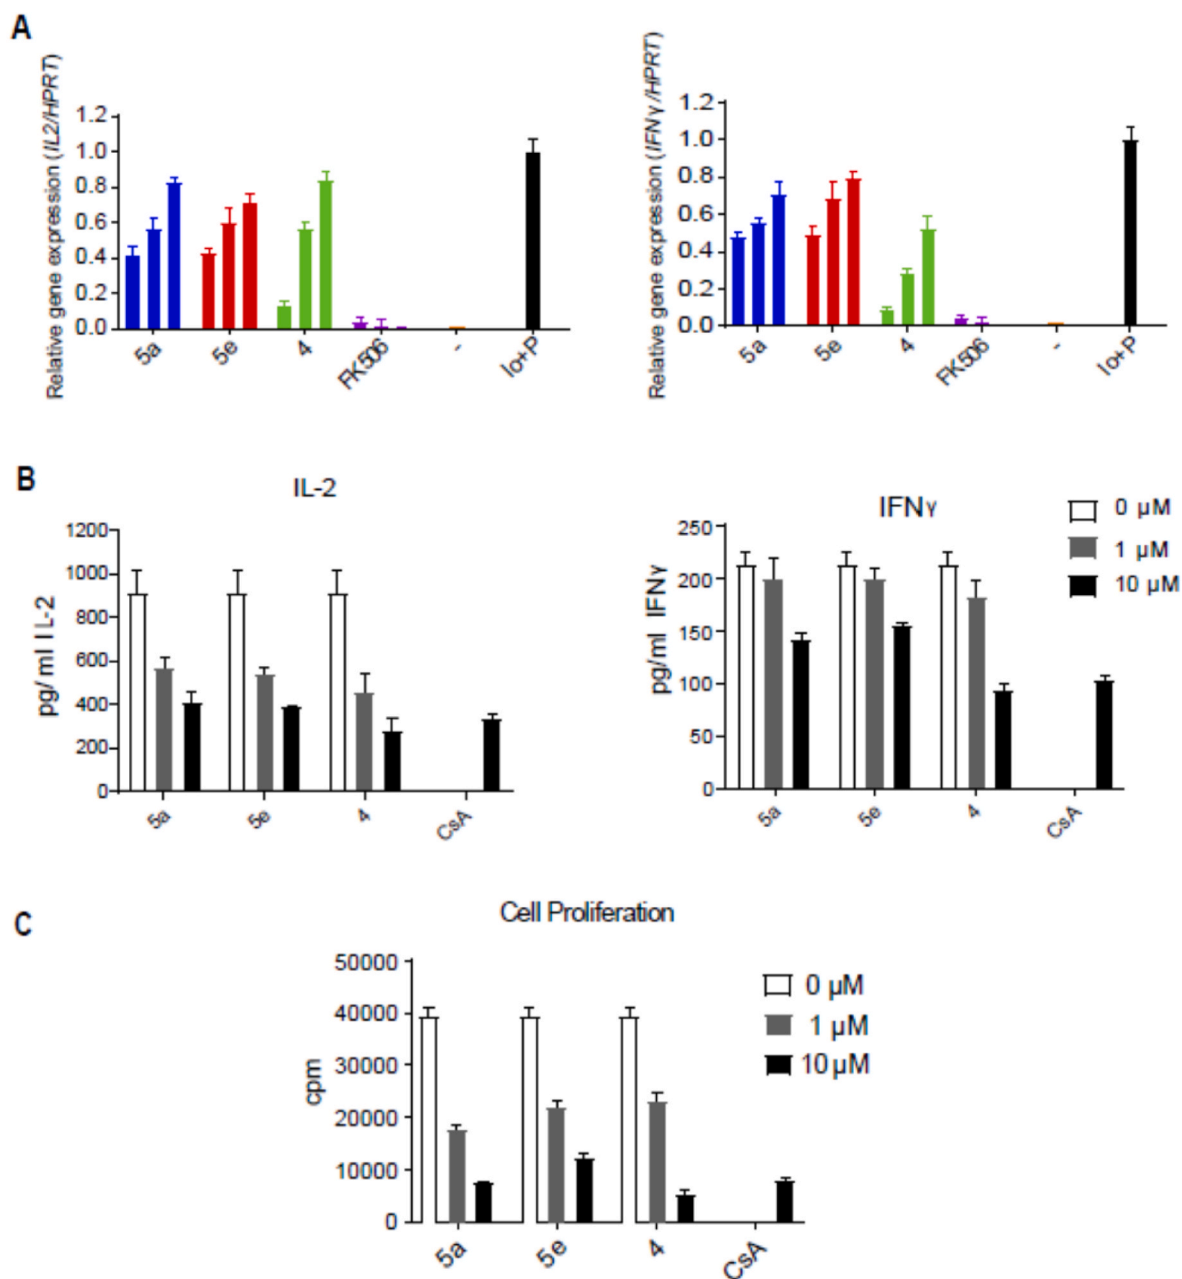 A
Relative gene expression (IL2/HPRT)
1.2
1.0
0.8
0.6
0.4
0.2
0.0
5a
5e
4
FK506
-
Io+P
Relative gene expression (IFNγ/HPRT)
1.2
1.0
0.8
0.6
0.4
0.2
0.0
5a
5e
4
FK506
-
Io+P
B
IL-2
pg/ml IL-2
1200
1000
800
600
400
200
0
5a
5e
4
CsA
IFNγ
pg/ml IFNγ
250
200
150
100
50
0
5a
5e
4
CsA
0 µM
1 µM
10 µM
C
Cell Proliferation
cpm
50000
40000
30000
20000
10000
0
5a
5e
4
CsA
0 µM
1 µM
10 µM